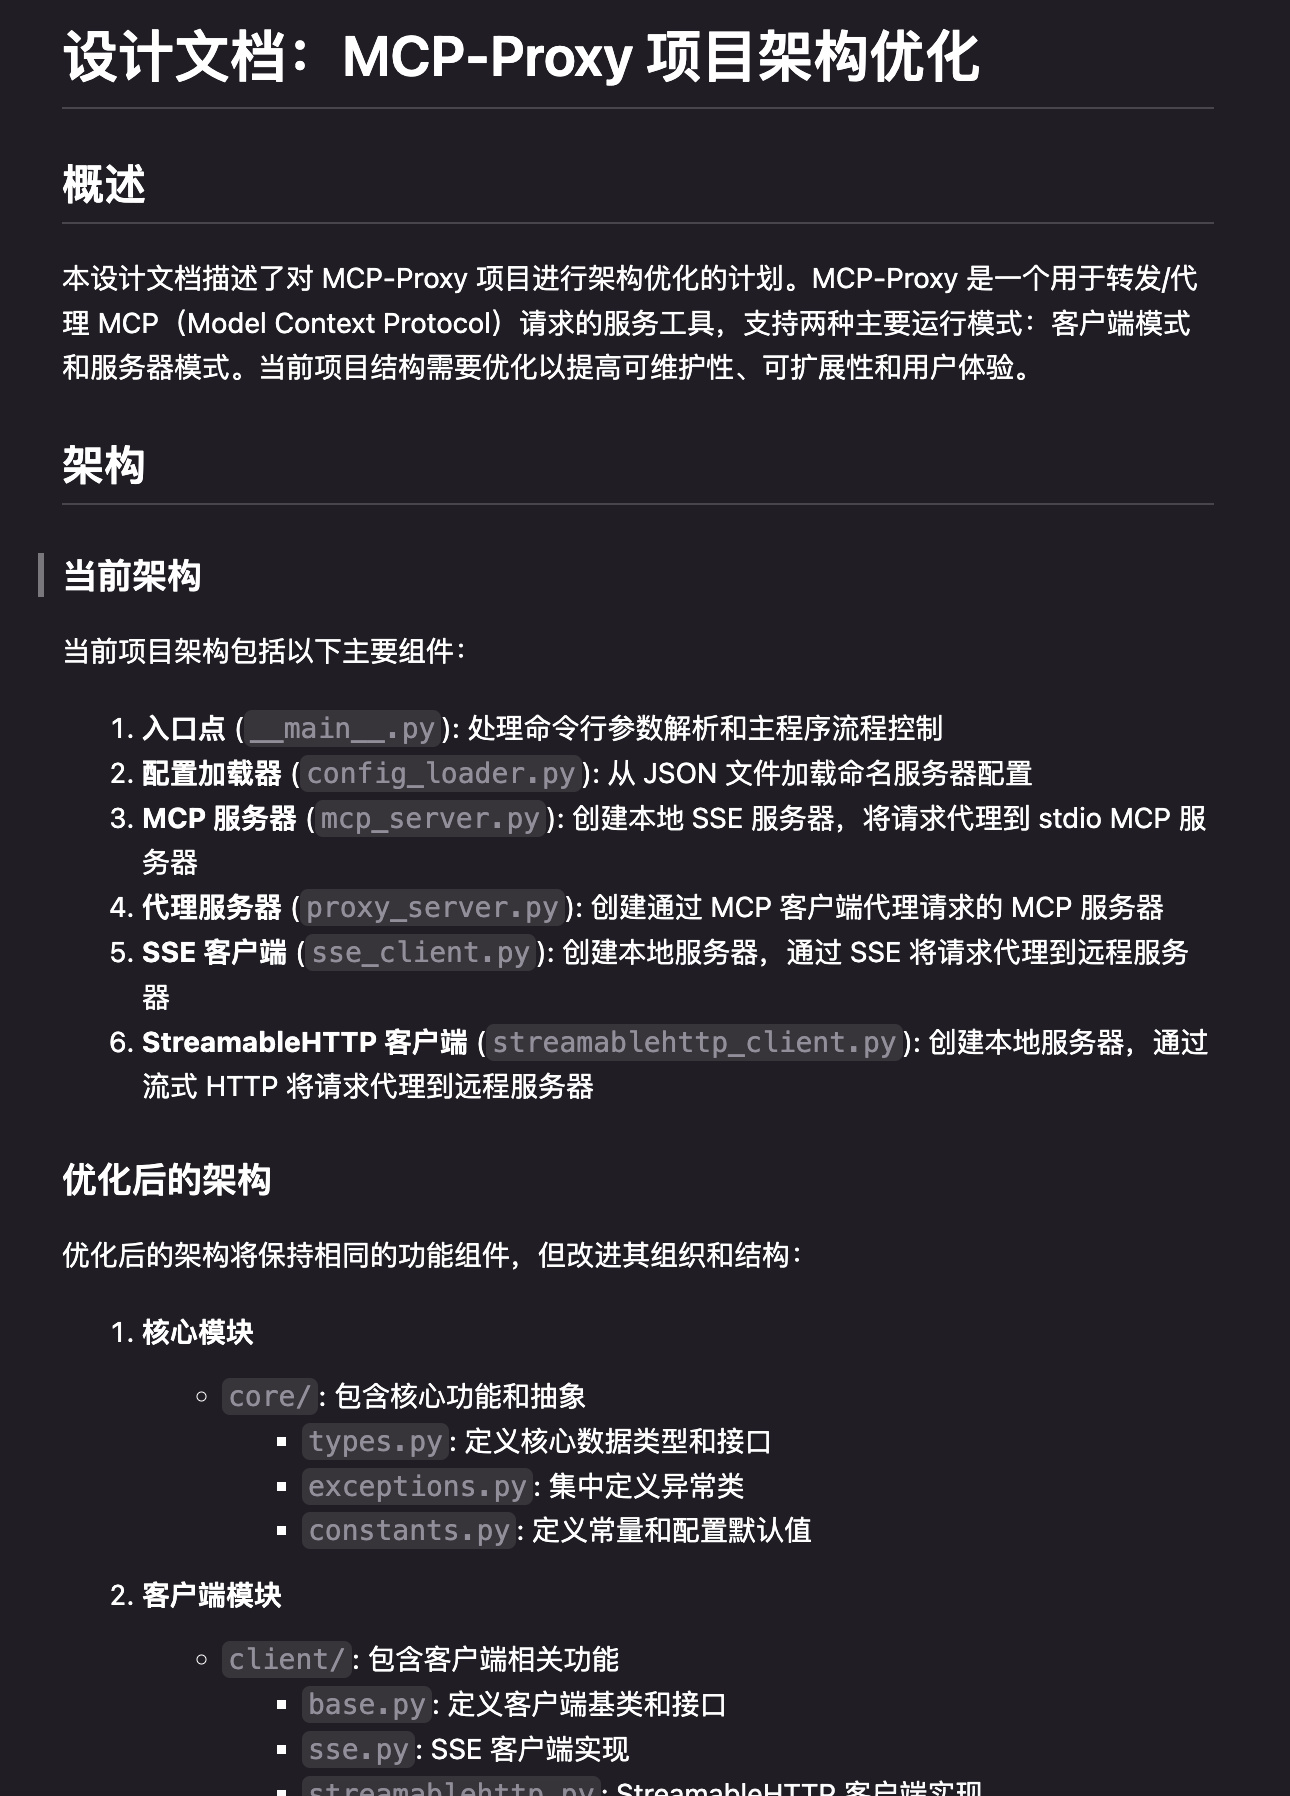 设计文档：MCP-Proxy 项目架构优化
概述
本设计文档描述了对 MCP-Proxy 项目进行架构优化的计划。MCP-Proxy 是一个用于转发/代
理 MCP（Model Context Protocol）请求的服务工具，支持两种主要运行模式：客户端模式
和服务器模式。当前项目结构需要优化以提高可维护性、可扩展性和用户体验。
架构
当前架构
当前项目架构包括以下主要组件：
1. 入口点 (__main__.py): 处理命令行参数解析和主程序流程控制
2. 配置加载器 (config_loader.py): 从 JSON 文件加载命名服务器配置
3. MCP 服务器 (mcp_server.py): 创建本地 SSE 服务器，将请求代理到 stdio MCP 服
务器
4. 代理服务器 (proxy_server.py): 创建通过 MCP 客户端代理请求的 MCP 服务器
5. SSE 客户端 (sse_client.py): 创建本地服务器，通过 SSE 将请求代理到远程服务
器
6. StreamableHTTP 客户端 (streamablehttp_client.py): 创建本地服务器，通过
流式 HTTP 将请求代理到远程服务器
优化后的架构
优化后的架构将保持相同的功能组件，但改进其组织和结构：
1. 核心模块
◦ core/: 包含核心功能和抽象
▪ types.py: 定义核心数据类型和接口
▪ exceptions.py: 集中定义异常类
▪ constants.py: 定义常量和配置默认值
2. 客户端模块
◦ client/: 包含客户端相关功能
▪ base.py: 定义客户端基类和接口
▪ sse.py: SSE 客户端实现
▪ streamablehttp.py: StreamableHTTP 客户端实现